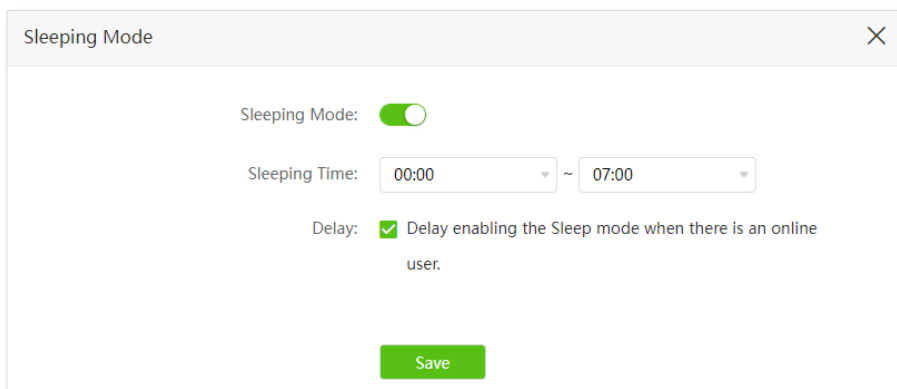 Sleeping Mode
Sleeping Mode:
Sleeping Time: 00:00 ~ 07:00
Delay: Delay enabling the Sleep mode when there is an online
user.
Save